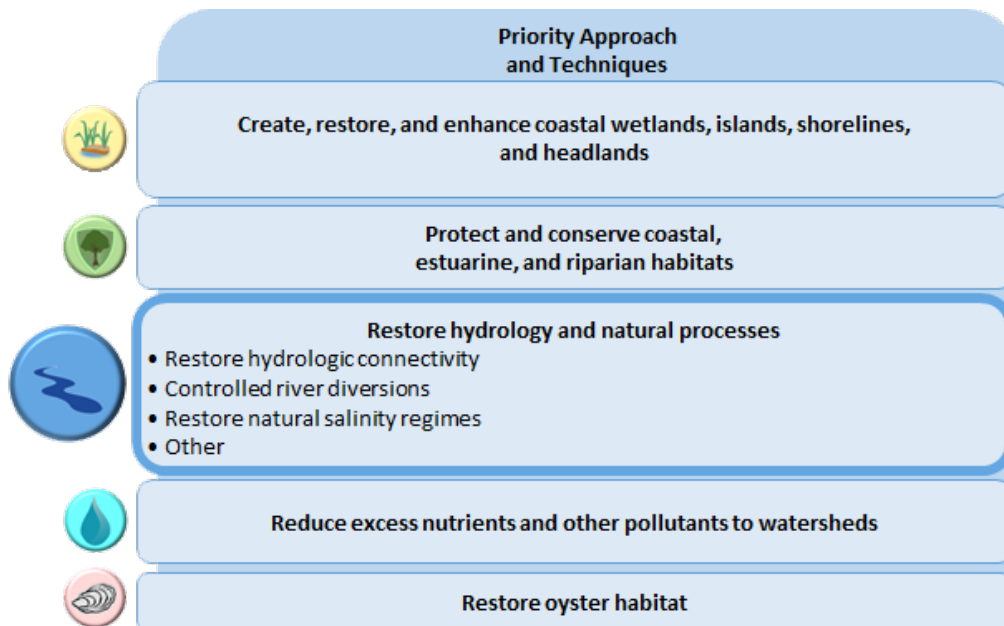 Priority Approach
and Techniques
Create, restore, and enhance coastal wetlands, islands, shorelines,
and headlands
Protect and conserve coastal,
estuarine, and riparian habitats
Restore hydrology and natural processes
• Restore hydrologic connectivity
• Controlled river diversions
• Restore natural salinity regimes
• Other
Reduce excess nutrients and other pollutants to watersheds
Restore oyster habitat